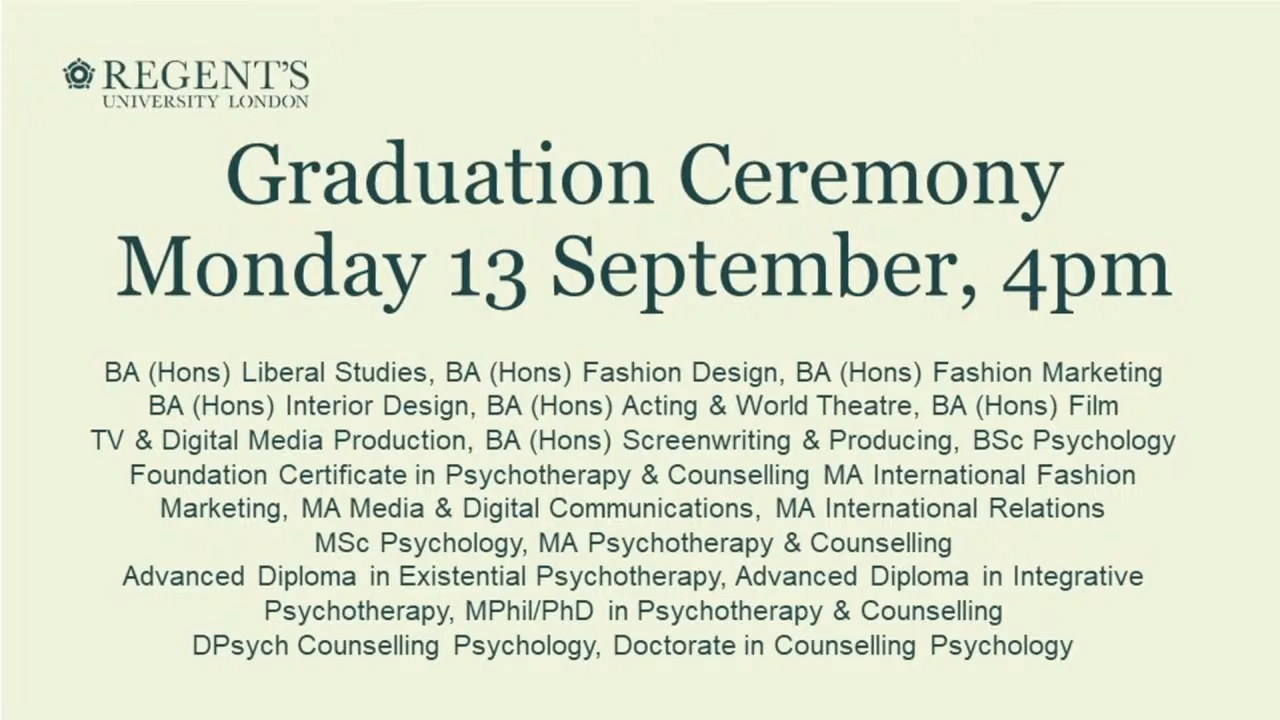 REGENT'S
UNIVERSITY LONDON
Graduation Ceremony
Monday 13 September, 4pm
BA (Hons) Liberal Studies, BA (Hons) Fashion Design, BA (Hons) Fashion Marketing
BA (Hons) Interior Design, BA (Hons) Acting & World Theatre, BA (Hons) Film
TV & Digital Media Production, BA (Hons) Screenwriting & Producing, BSc Psychology
Foundation Certificate in Psychotherapy & Counselling MA International Fashion
Marketing, MA Media & Digital Communications, MA International Relations
MSc Psychology, MA Psychotherapy & Counselling
Advanced Diploma in Existential Psychotherapy, Advanced Diploma in Integrative
Psychotherapy, MPhil/PhD in Psychotherapy & Counselling
DPsych Counselling Psychology, Doctorate in Counselling Psychology